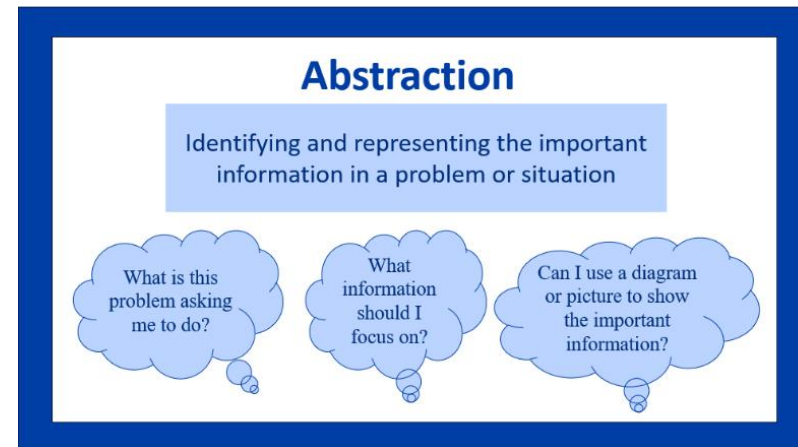 Abstraction
Identifying and representing the important
information in a problem or situation
What is this
problem asking
me to do?
What
information
should I
focus on?
Can I use a diagram
or picture to show
the important
information?